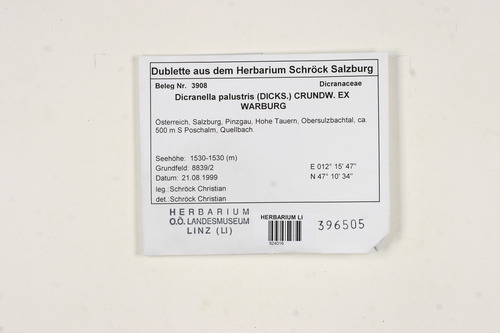 Dublette aus dem Herbarium Schröck Salzburg
Beleg Nr. 3908 Dicranaceae
Dicranella palustris (DICKS.) CRUNDW. EX
WARBURG
Österreich, Salzburg, Pinzgau, Hohe Tauern, Obersulzbachtal, ca.
500 m S Poschalm, Quellbach.
Seehöhe: 1530-1530 (m) E 012° 15' 47"
Grundfeld: 8839/2 N 47° 10' 34"
Datum: 21.08.1999
leg.:Schröck Christian
det.:Schröck Christian
HERBARIUM
O.Ö. LANDESMUSEUM
LINZ (LI)
HERBARIUM LI
924016
396505